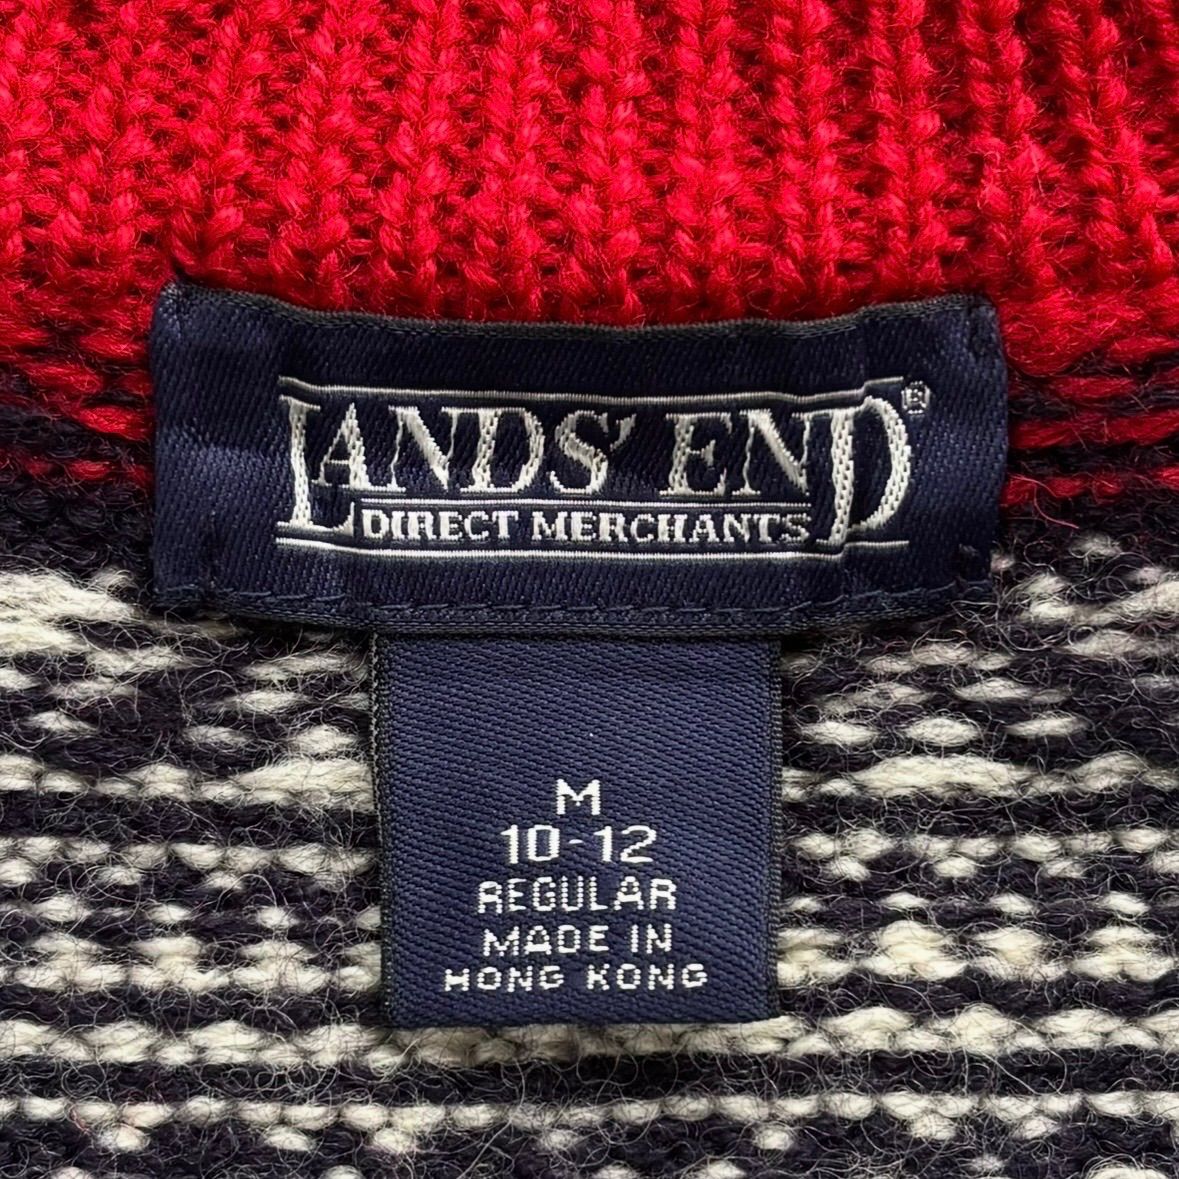 LANDS' END®
DIRECT MERCHANTS
M
10-12
REGULAR
MADE IN
HONG KONG